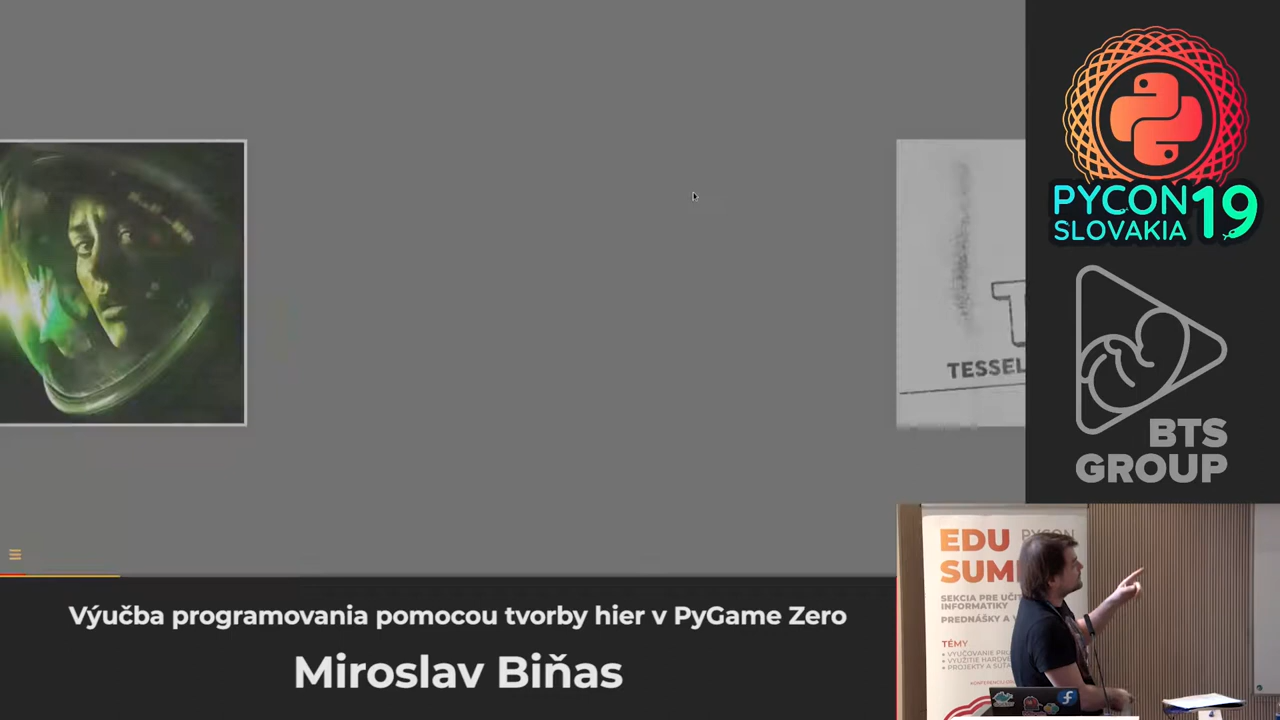 TESSEL
PYCON
SLOVAKIA
19
BTS
GROUP
Výučba programovania pomocou tvorby hier v PyGame Zero
Miroslav Biňas
EDU PYCON
SUM
SEKCIA PRE UČIT
INFORMATIKY
PREDNÁŠKY A
TÉMY